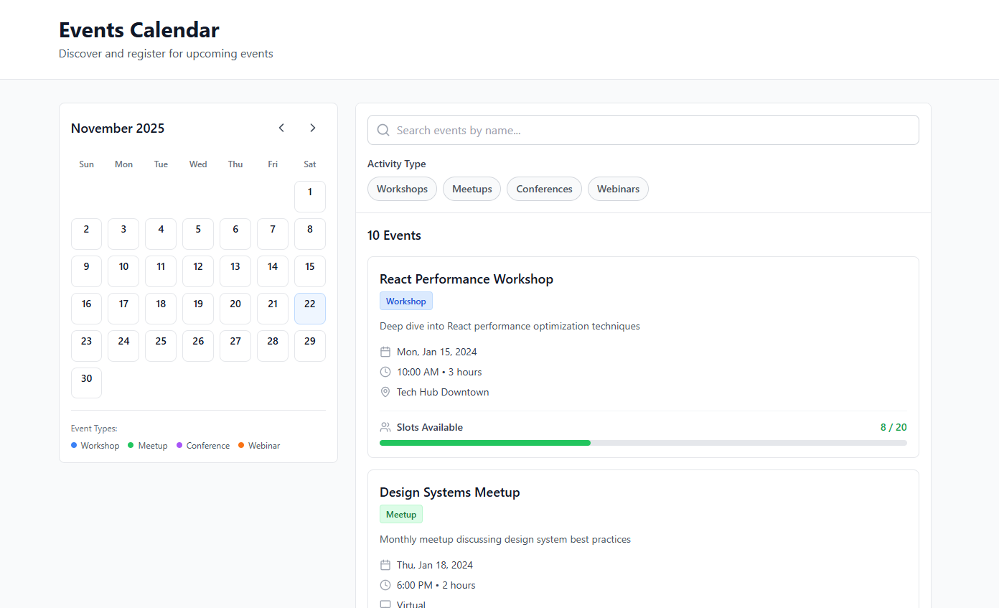 Events Calendar
Discover and register for upcoming events
November 2025
Sun Mon Tue Wed Thu Fri Sat
1
2 3 4 5 6 7 8
9 10 11 12 13 14 15
16 17 18 19 20 21 22
23 24 25 26 27 28 29
30
Event Types:
Workshop Meetup Conference Webinar
Search events by name...
Activity Type
Workshops Meetups Conferences Webinars
10 Events
React Performance Workshop
Workshop
Deep dive into React performance optimization techniques
Mon, Jan 15, 2024
10:00 AM • 3 hours
Tech Hub Downtown
Slots Available 8 / 20
Design Systems Meetup
Meetup
Monthly meetup discussing design system best practices
Thu, Jan 18, 2024
6:00 PM • 2 hours
Virtual